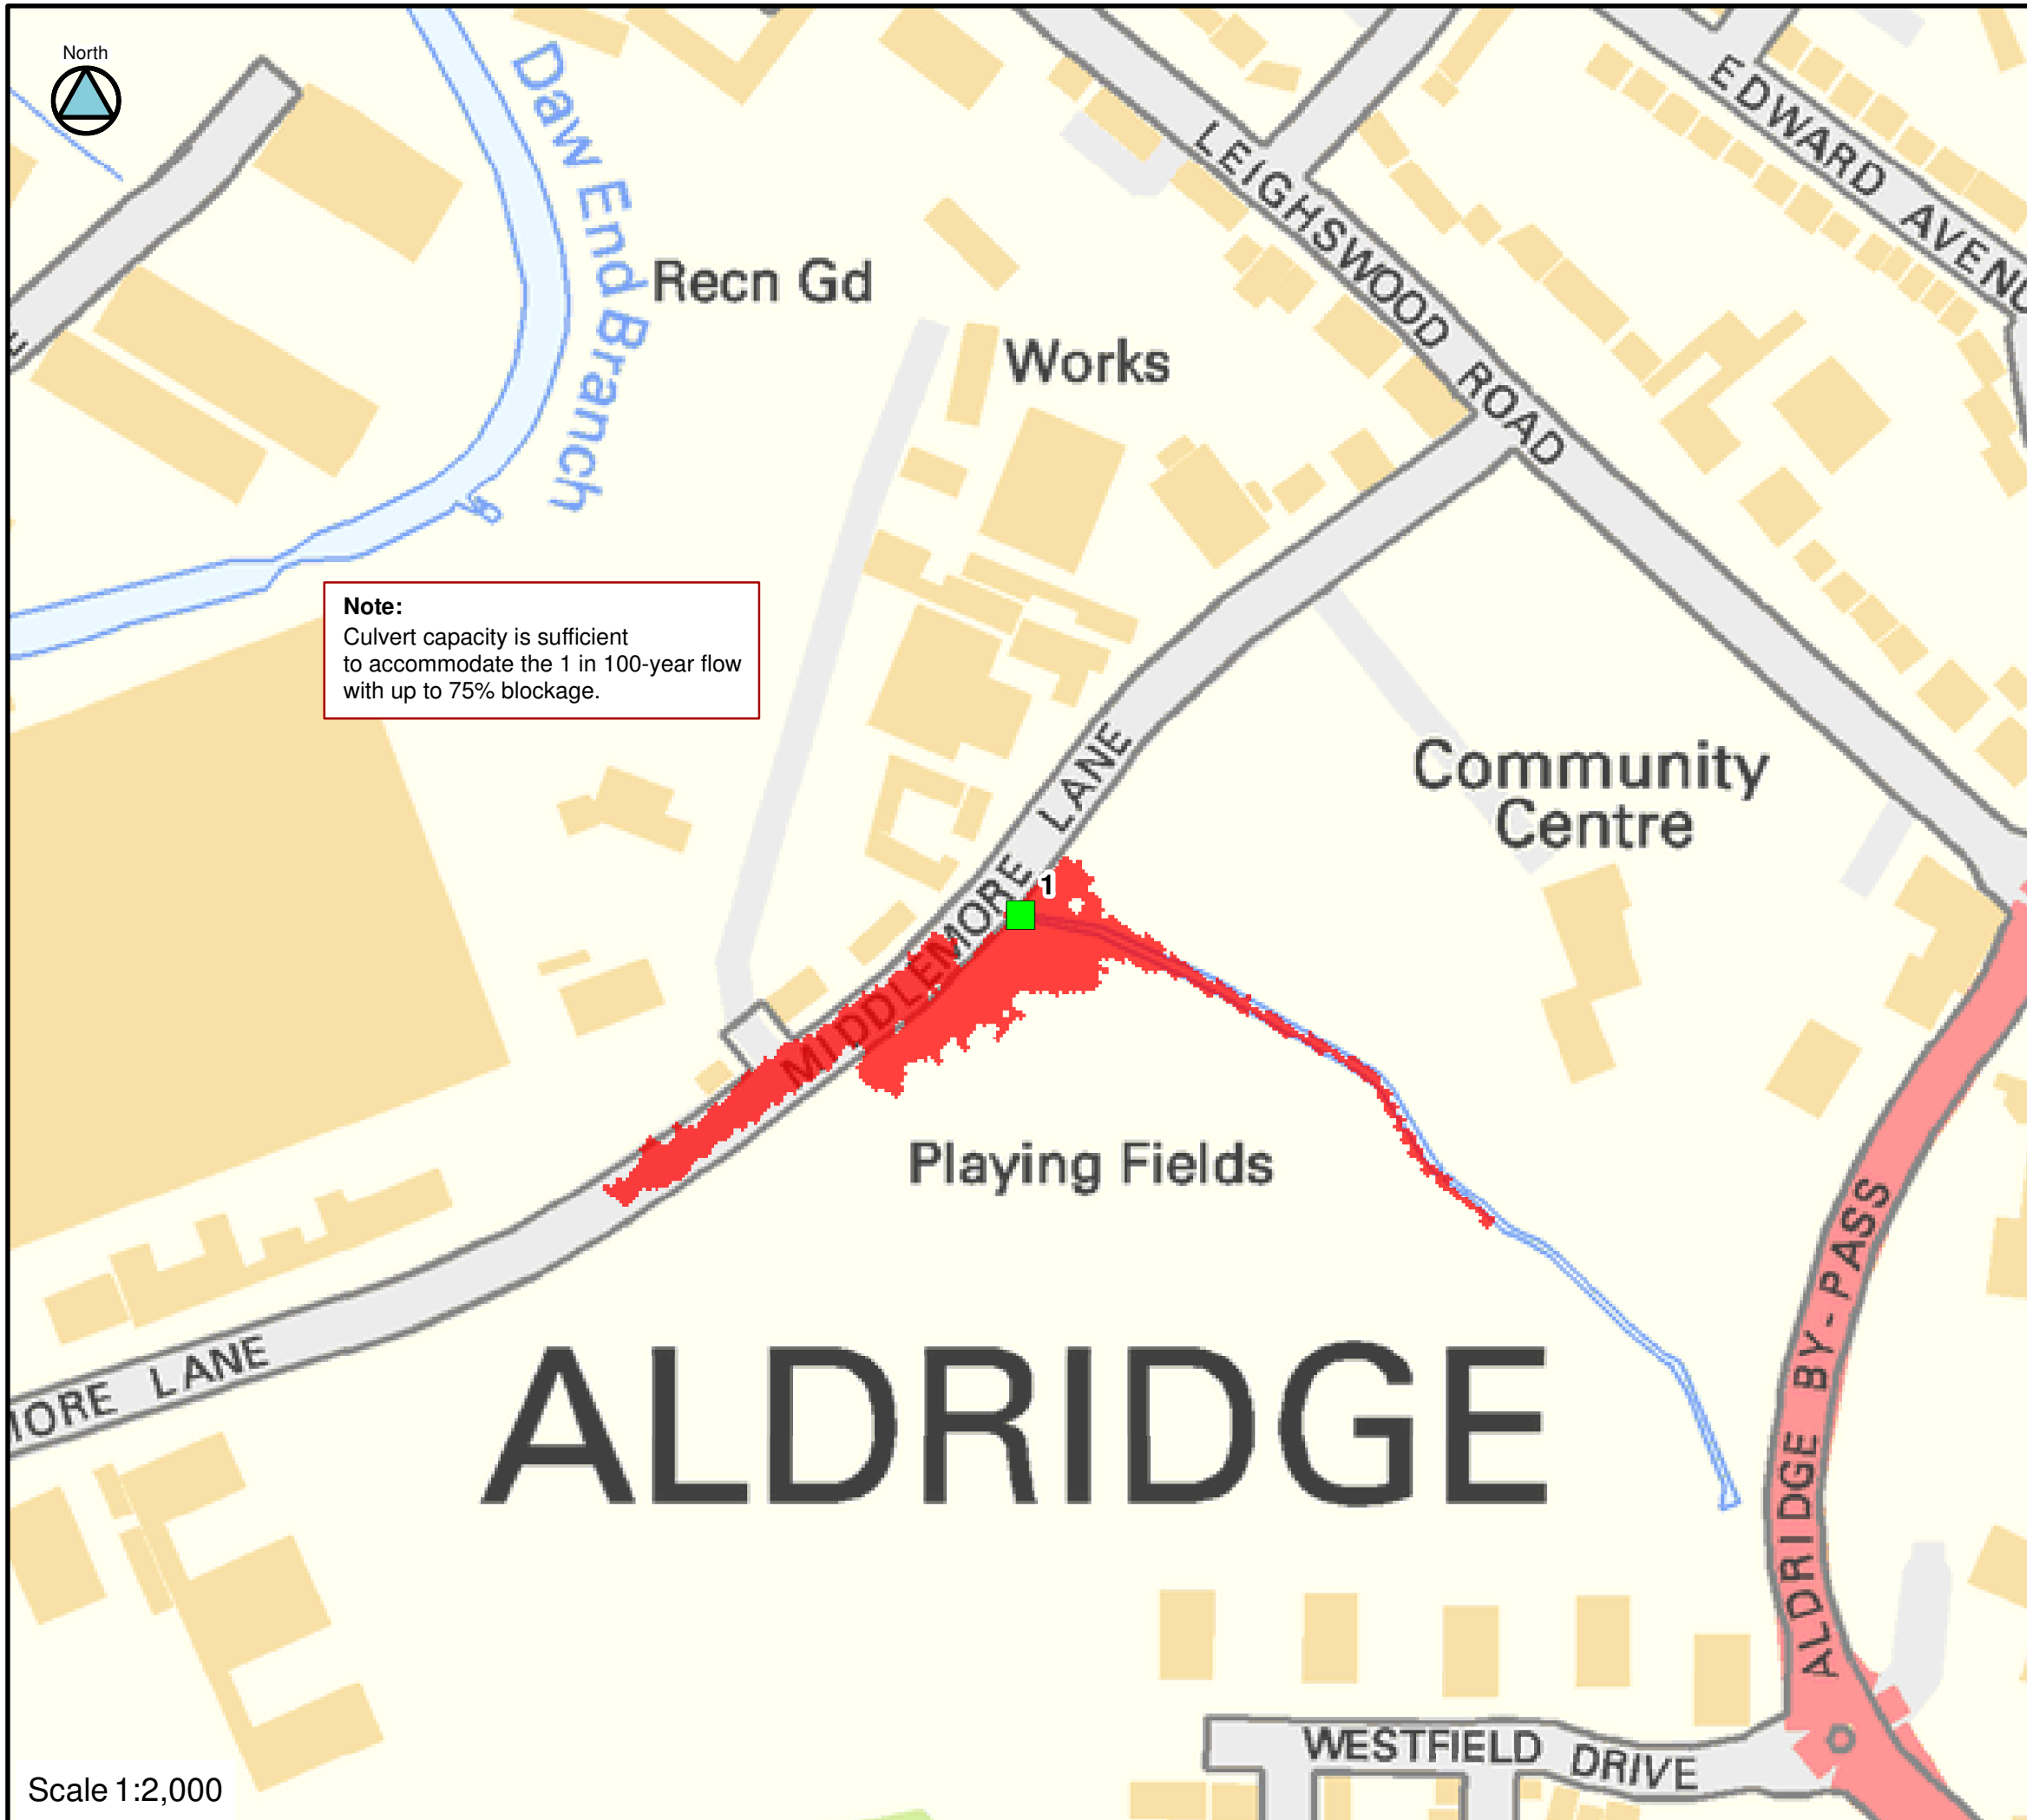 North
Daw End Branch
EDWARD AVENU
LEIGHSWOOD ROAD
Recn Gd
Works
E
Note:
Culvert capacity is sufficient
to accommodate the 1 in 100-year flow
with up to 75% blockage.
Community
Centre
MIDDLEMORE LANE
1
Playing Fields
ALDRIDGE BY-PASS
MORE LANE
ALDRIDGE
WESTFIELD DRIVE
Scale 1:2,000